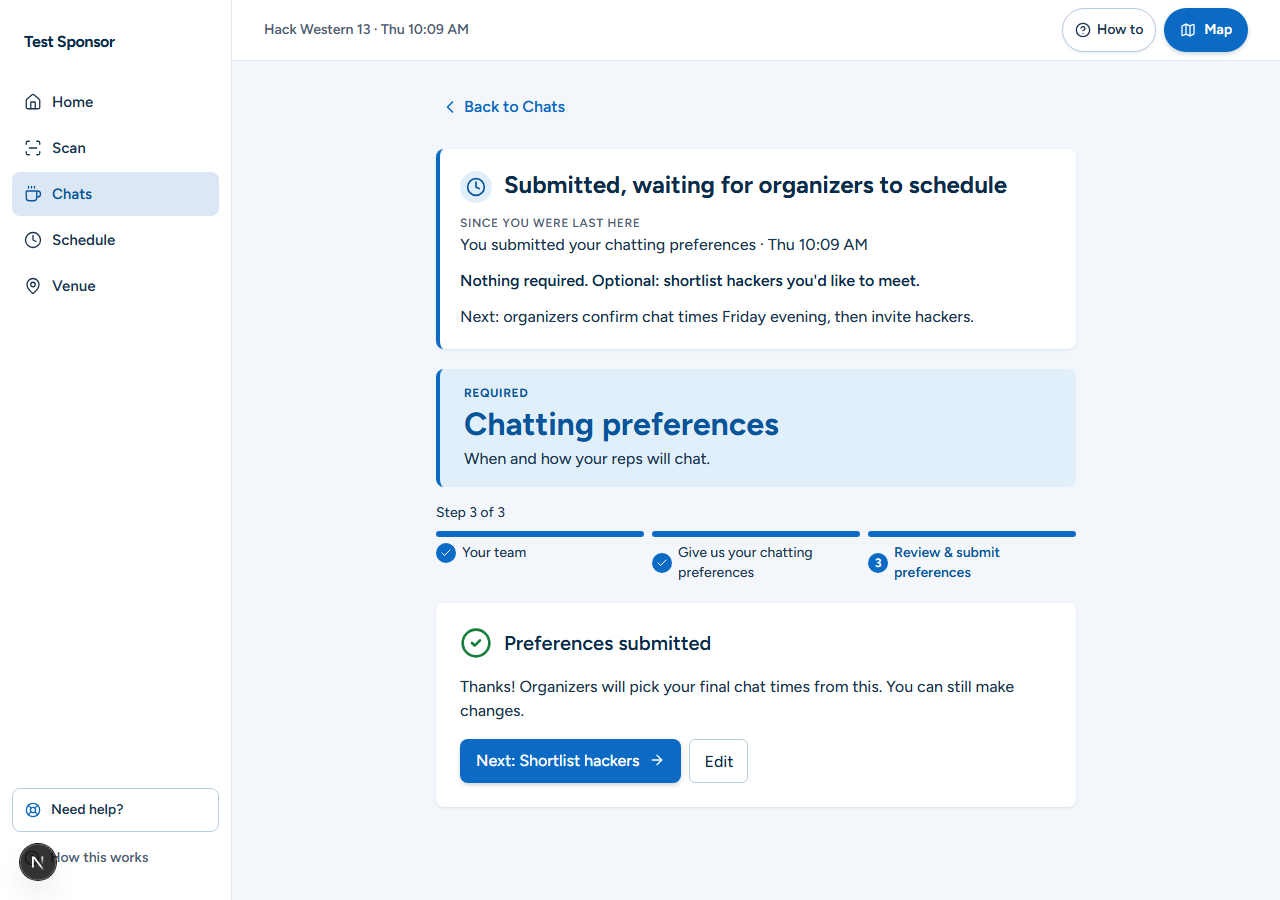 Test Sponsor
Hack Western 13 · Thu 10:09 AM
How to
Map
Home
Scan
Chats
Schedule
Venue
Back to Chats
Submitted, waiting for organizers to schedule
SINCE YOU WERE LAST HERE
You submitted your chatting preferences · Thu 10:09 AM
Nothing required. Optional: shortlist hackers you'd like to meet.
Next: organizers confirm chat times Friday evening, then invite hackers.
REQUIRED
Chatting preferences
When and how your reps will chat.
Step 3 of 3
Your team
Give us your chatting
preferences
3
Review & submit
preferences
Preferences submitted
Thanks! Organizers will pick your final chat times from this. You can still make
changes.
Next: Shortlist hackers
Edit
Need help?
N
How this works